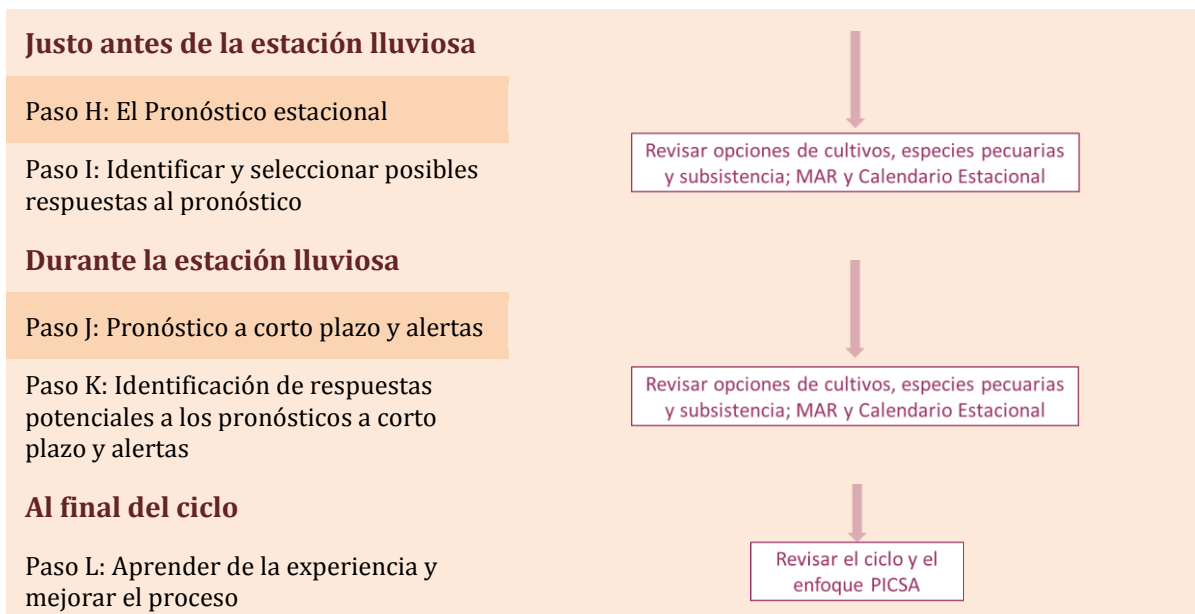 Justo antes de la estación lluviosa
Paso H: El Pronóstico estacional
Paso I: Identificar y seleccionar posibles
respuestas al pronóstico
Revisar opciones de cultivos, especies pecuarias
y subsistencia; MAR y Calendario Estacional
Durante la estación lluviosa
Paso J: Pronóstico a corto plazo y alertas
Paso K: Identificación de respuestas
potenciales a los pronósticos a corto
plazo y alertas
Revisar opciones de cultivos, especies pecuarias
y subsistencia; MAR y Calendario Estacional
Al final del ciclo
Paso L: Aprender de la experiencia y
mejorar el proceso
Revisar el ciclo y el
enfoque PICSA